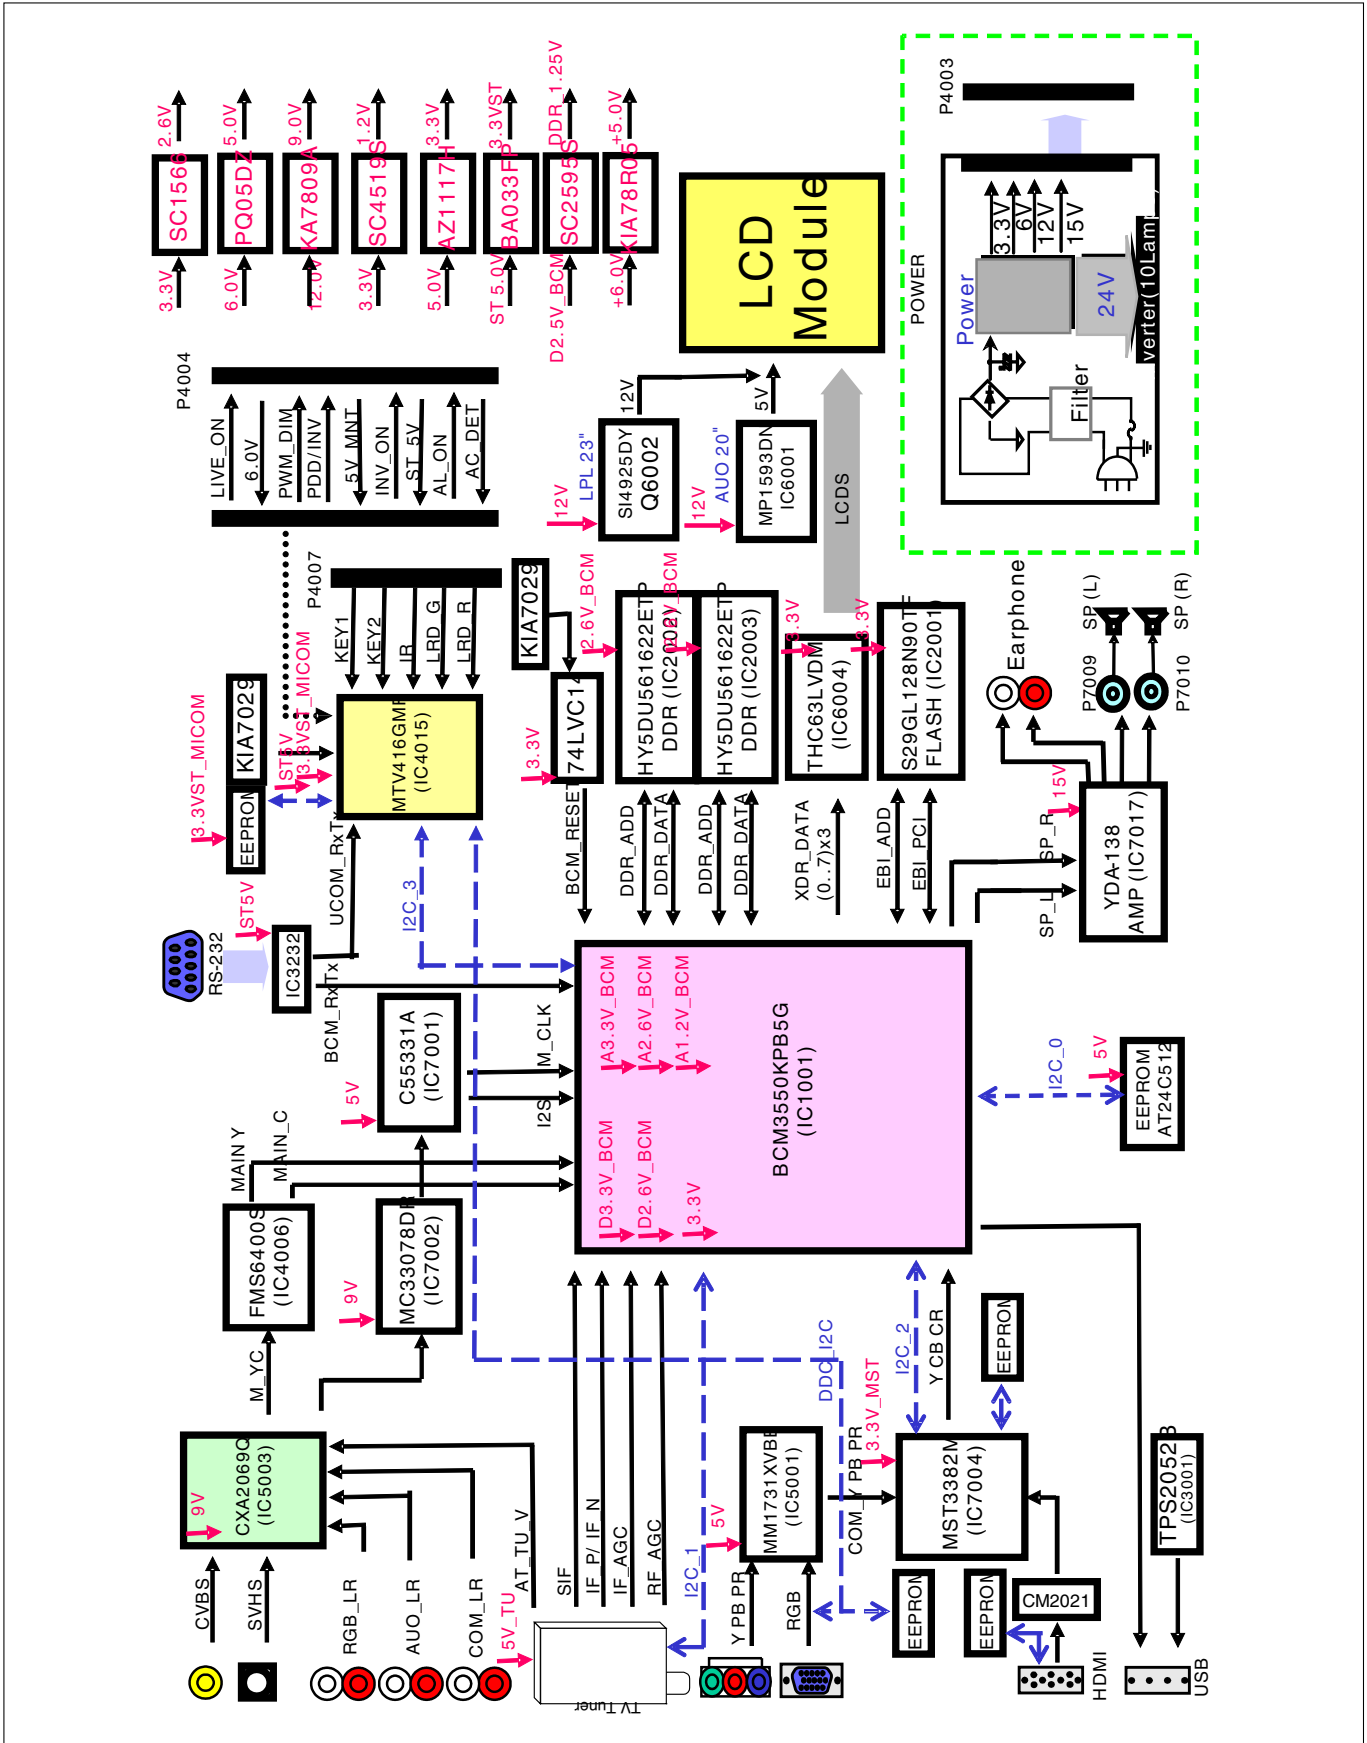 SC1566
3.3V
2.6V
PQ05DZ
6.0V
5.0V
KA7809A
12.0V
9.0V
SC4519S
3.3V
1.2V
AZ1117H
5.0V
3.3V
BA033FP
ST 5.0V
3.3VST
SC2595S
D2.5V_BCM
DDR_1.25V
KIA78R05
+6.0V
+5.0V
LCD
Module
POWER
P4003
Power
3.3V
6V
12V
15V
24V
verter(10Lam
Filter
P4004
LIVE_ON
6.0V
PWM_DIM
PDD/INV
5V_MNT
INV_ON
ST_5V
AL_ON
AC_DET
P4007
KEY1
KEY2
IR
LRD_G
LRD_R
12V
LPL 23"
SI4925DY
Q6002
12V
12V
AUO 20"
MP1593DN
IC6001
5V
LCDS
KIA7029
3.3VST_MICOM
EEPROM
KIA7029
ST5V
3.3VST_MICOM
MTV416GMF
(IC4015)
3.3V
74LVC14
BCM_RESET
2.6V_BCM
HY5DU561622ETP
DDR (IC2002)
HY5DU561622ETP
DDR (IC2003)
DDR_ADD
DDR_DATA
DDR_ADD
DDR_DATA
3.3V
THC63LVDM
(IC6004)
XDR_DATA
(0..7)x3
3.3V
S29GL128N90TF
FLASH (IC2001)
EBI_ADD
EBI_PCI
Earphone
SP (L)
SP (R)
P7009
P7010
15V
YDA-138
AMP (IC7017)
SP_R
SP_L
RS-232
ST5V
IC3232
UCOM_RxTx
BCM_RxTx
I2C_3
5V
C55331A
(IC7001)
M_CLK
I2S
MAIN Y
MAIN_C
FMS6400S
(IC4006)
9V
MC33078DR
(IC7002)
M_YC
BCM3550KPB5G
(IC1001)
A3.3V_BCM
A2.6V_BCM
A1.2V_BCM
D3.3V_BCM
D2.6V_BCM
3.3V
I2C_0
5V
EEPROM
AT24C512
9V
CXA2069Q
(IC5003)
CVBS
SVHS
RGB_LR
AUO_LR
COM_LR
AT_TU_V
5V_TU
TV Tuner
SIF
IF_P/ IF_N
IF_AGC
RF_AGC
I2C_1
5V
MM1731XVBE
(IC5001)
Y PB PR
RGB
COM_Y PB PR
DDC_I2C
3.3V_MST
I2C_2
Y CB CR
EEPROM
MST3382M
(IC7004)
EEPROM
EEPROM
CM2021
HDMI
TPS2052B
(IC3001)
USB